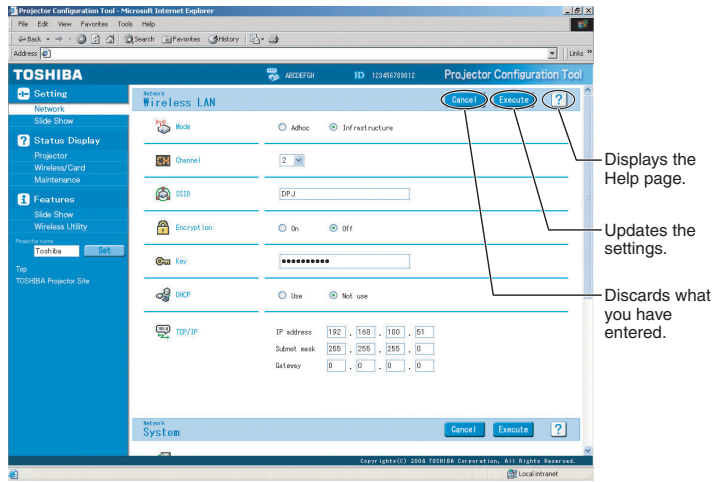 Projector Configuration Tool - Microsoft Internet Explorer
File Edit View Favorites Tools Help
Back Search Favorites History
Address Links »
TOSHIBA ABCDEFGH ID 123456789012 Projector Configuration Tool
Setting
Network
Slide Show
Status Display
Projector
Wireless/Card
Maintenance
Features
Slide Show
Wireless Utility
Projector name
Toshiba Set
Top
TOSHIBA Projector Site
Network
Wireless LAN Cancel Execute ?
Mode Adhoc Infrastructure
CH Channel 2
SSID DPJ
Encryption On Off
Key ●●●●●●●●●●
DHCP Use Not use
TCP/IP IP address 192 . 168 . 100 . 51
Subnet mask 255 . 255 . 255 . 0
Gateway 0 . 0 . 0 . 0
Network
System Cancel Execute ?
Copyrights(C) 2004 TOSHIBA Corporation, All Rights Reserved.
Local intranet
Displays the
Help page.
Updates the
settings.
Discards what
you have
entered.